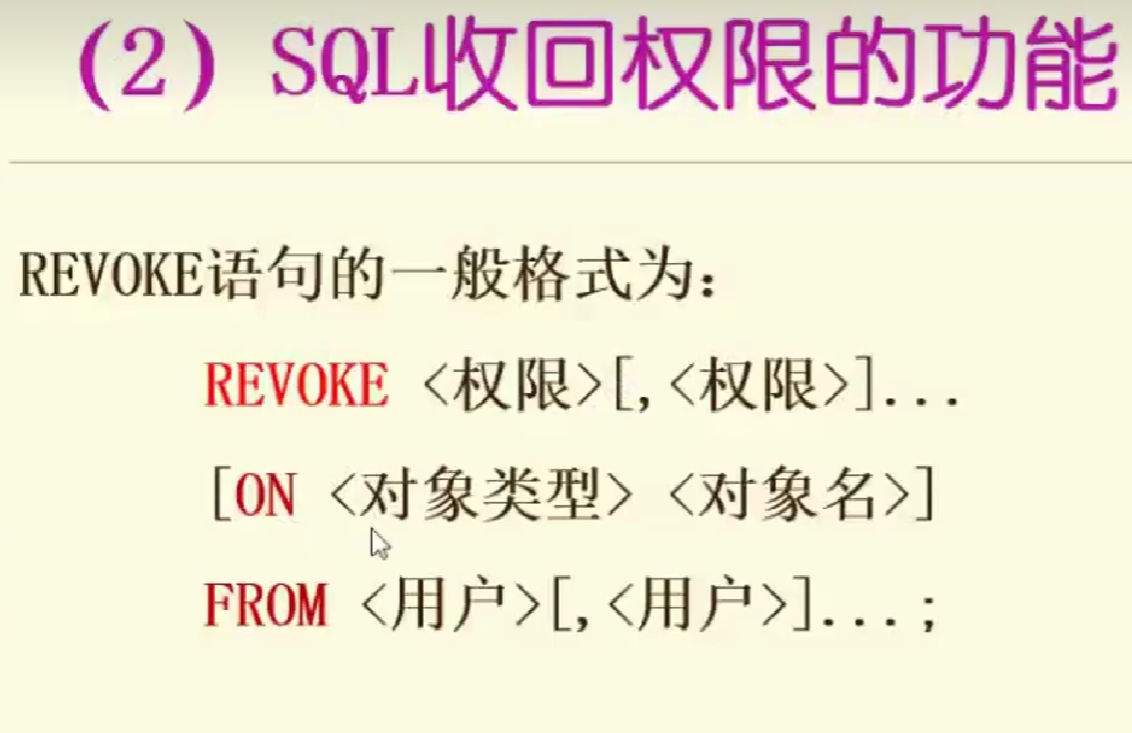 (2) SQL收回权限的功能
REVOKE语句的一般格式为：
REVOKE <权限>[,<权限>]...
[ON <对象类型> <对象名>]
FROM <用户>[,<用户>]...;